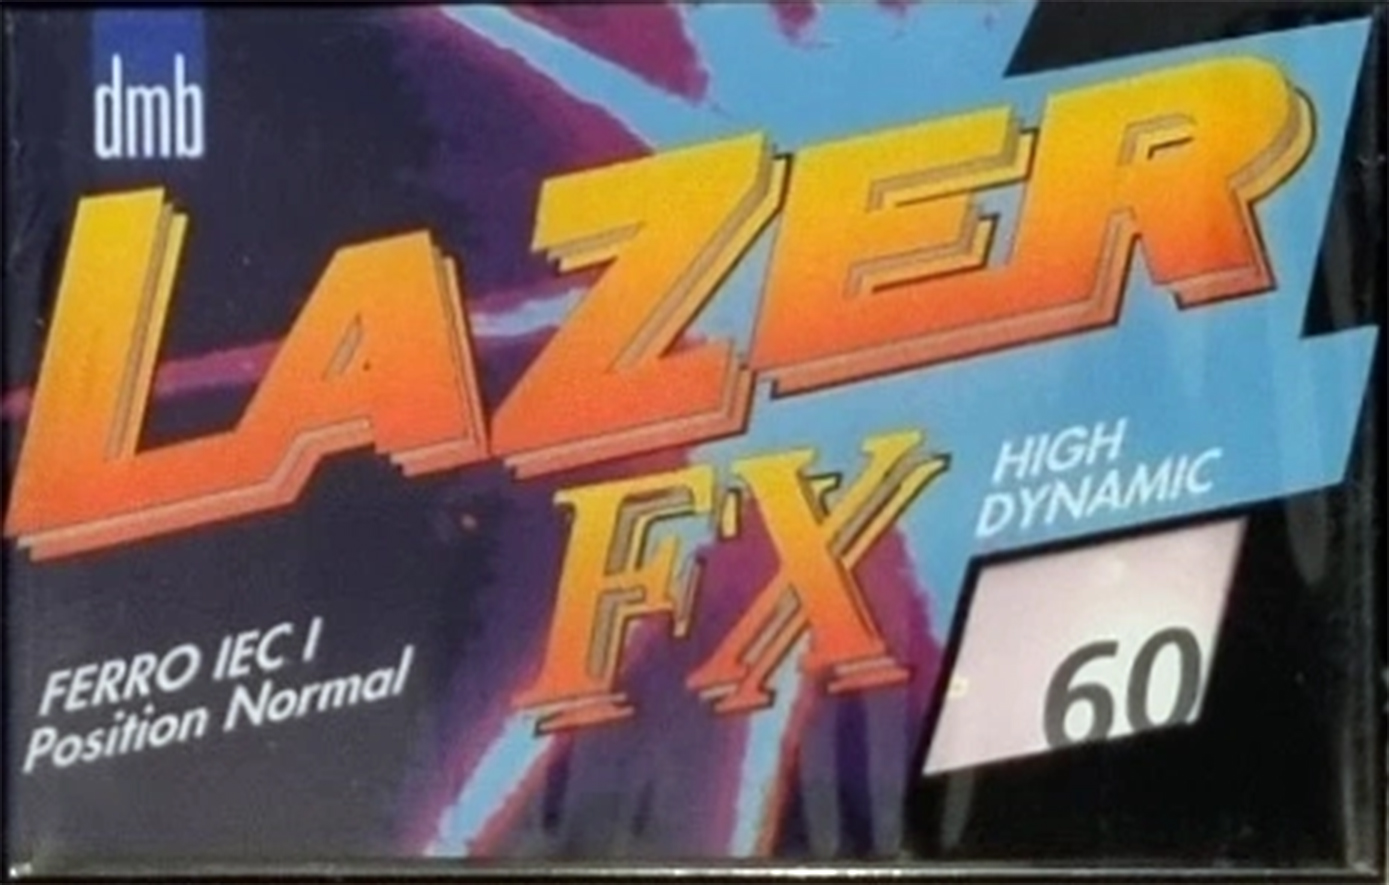 dmb
LAZER
FX
HIGH
DYNAMIC
FERRO IEC I
Position Normal
60